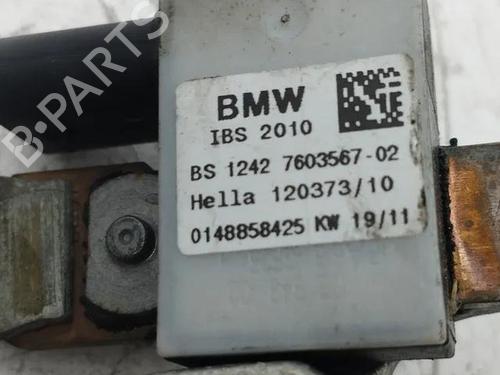 B-PARTS
BMW
IBS 2010
BS 1242 7603567-02
Hella 120373/10
0148858425 KW 19/11